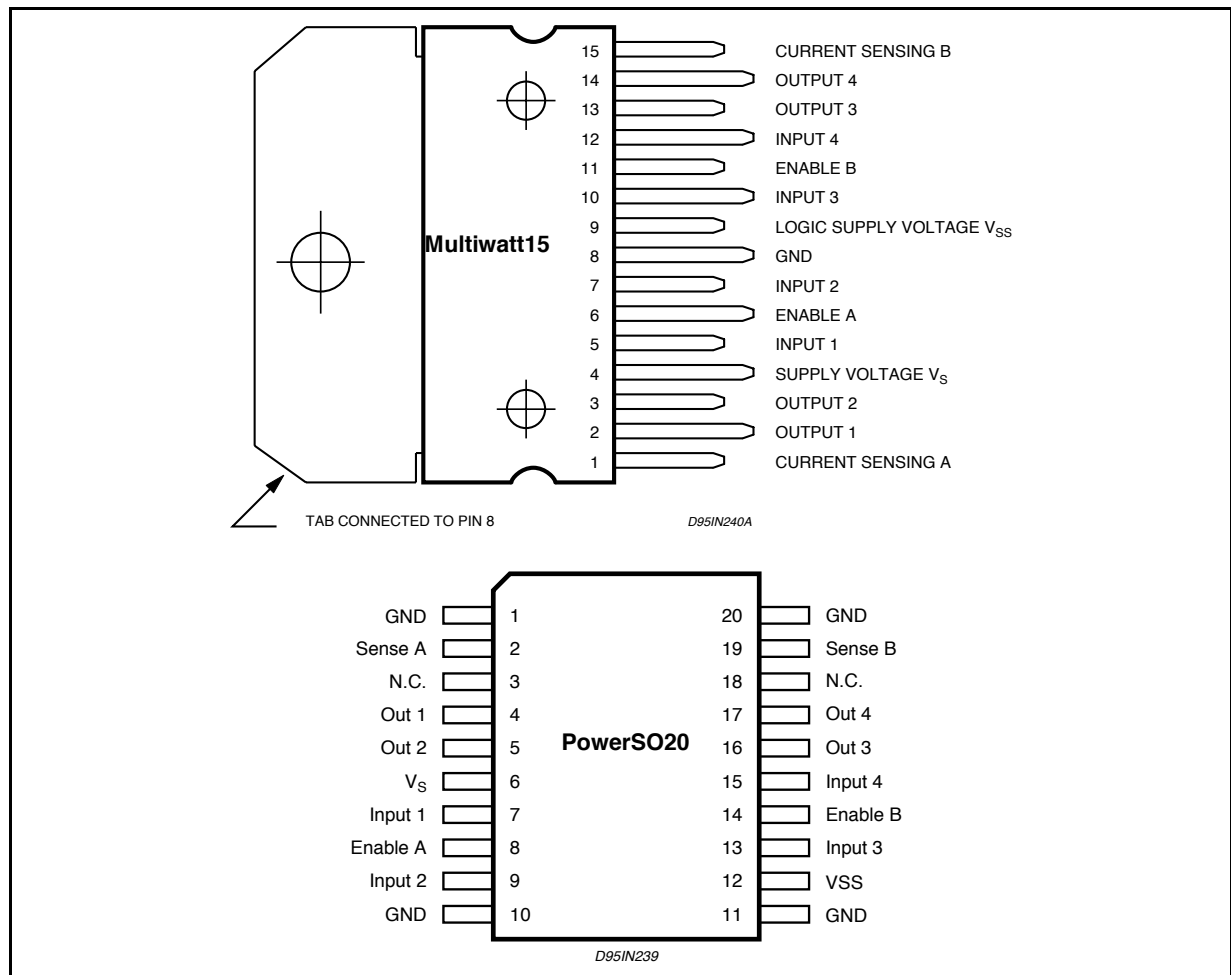 15 CURRENT SENSING B
14 OUTPUT 4
13 OUTPUT 3
12 INPUT 4
11 ENABLE B
10 INPUT 3
9 LOGIC SUPPLY VOLTAGE VSS
Multiwatt15
8 GND
7 INPUT 2
6 ENABLE A
5 INPUT 1
4 SUPPLY VOLTAGE VS
3 OUTPUT 2
2 OUTPUT 1
1 CURRENT SENSING A
TAB CONNECTED TO PIN 8
D95IN240A
GND 1 20 GND
Sense A 2 19 Sense B
N.C. 3 18 N.C.
Out 1 4 17 Out 4
PowerSO20
Out 2 5 16 Out 3
VS 6 15 Input 4
Input 1 7 14 Enable B
Enable A 8 13 Input 3
Input 2 9 12 VSS
GND 10 11 GND
D95IN239